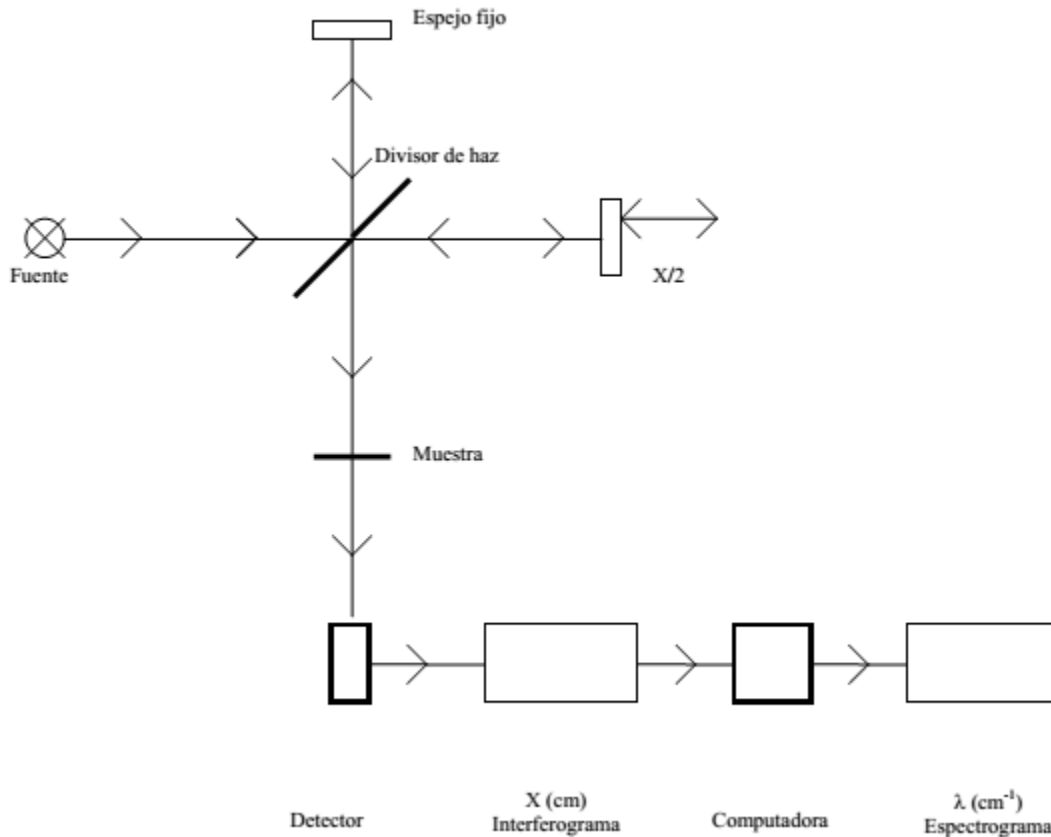 Espejo fijo
Divisor de haz
Fuente
X/2
Muestra
Detector
X (cm)
Interferograma
Computadora
λ (cm⁻¹)
Espectrograma